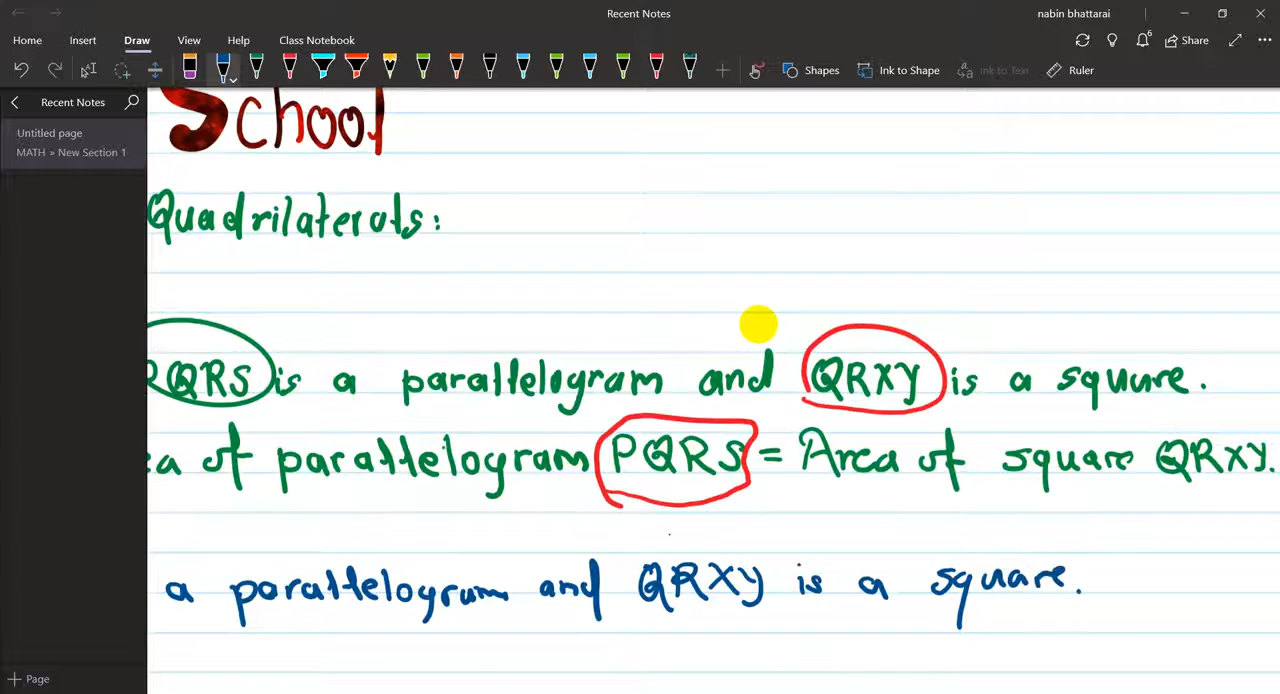 Recent Notes
nabin bhattarai
Home Insert Draw View Help Class Notebook
6
Share
Shapes
Ink to Shape
Ink to Text
Ruler
Recent Notes
Untitled page
MATH » New Section 1
School
Quadrilaterals:
PQRS is a parallelogram and QRXY is a square.
ea of parallelogram PQRS = Area of square QRXY.
a parallelogram and QRXY is a square.
Page